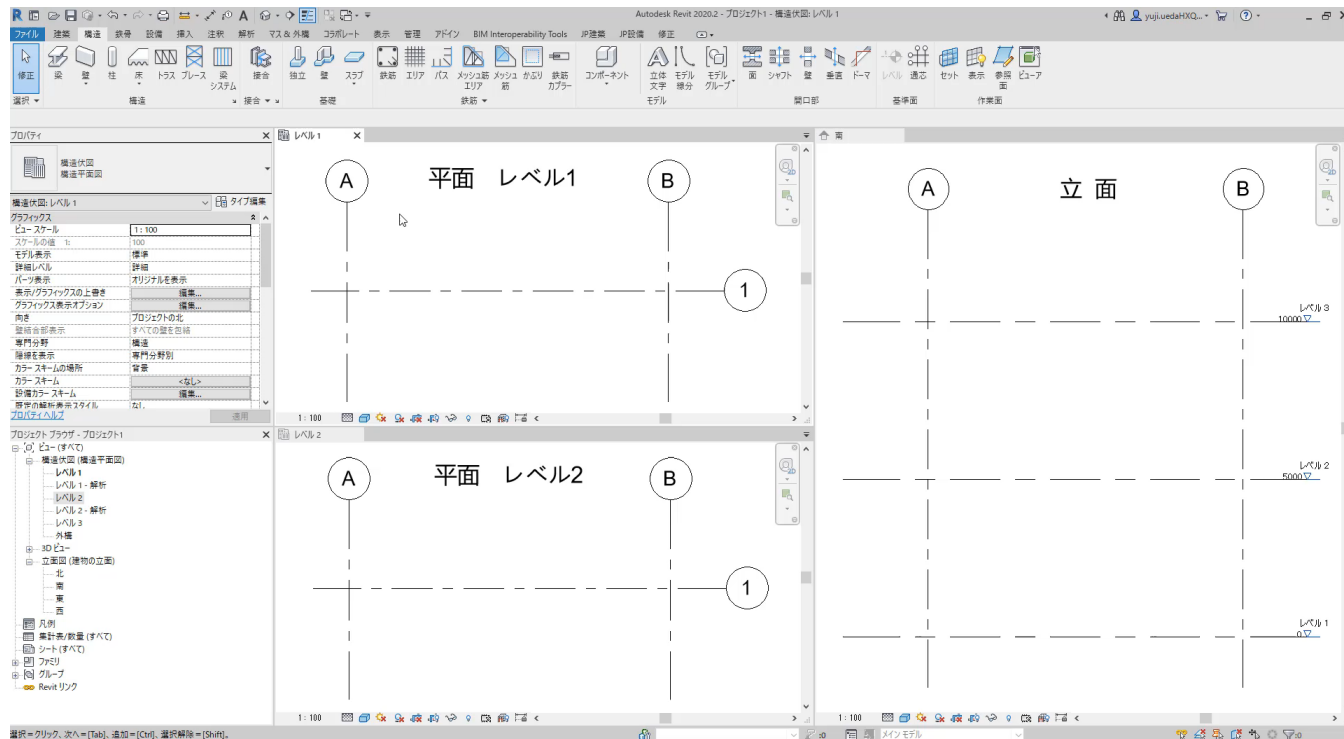 Autodesk Revit 2020.2 - プロジェクト1 - 構造伏図: レベル 1
yuji.uedaHXQ...
ファイル 建築 構造 鉄骨 設備 挿入 注釈 解析 マス & 外構 コラボレート 表示 管理 アドイン BIM Interoperability Tools JP建築 JP設備 修正
修正 梁 壁 柱 床 トラス ブレース 梁 システム 接合 独立 壁 スラブ 鉄筋 エリア パス メッシュ筋 エリア メッシュ 筋 かぶり 鉄筋 カプラー コンポーネント 立体 文字 モデル 線分 モデル グループ 面 シャフト 壁 垂直 ドーマ レベル 通芯 セット 表示 参照 面 ビューア
選択 構造 接合 基礎 鉄筋 モデル 開口部 基準面 作業面
プロパティ
構造伏図
構造平面図
構造伏図: レベル 1 タイプ編集
グラフィックス
ビュー スケール 1 : 100
スケールの値 1: 100
モデル表示 標準
詳細レベル 詳細
パーツ表示 オリジナルを表示
表示/グラフィックスの上書き 編集...
グラフィックス表示オプション 編集...
向き プロジェクトの北
壁結合部表示 すべての壁を包絡
専門分野 構造
隠線を表示 専門分野別
カラー スキームの場所 背景
カラー スキーム <なし>
設備カラー スキーム 編集...
既定の解析表示スタイル なし
プロパティヘルプ 適用
プロジェクト ブラウザ - プロジェクト1
ビュー (すべて)
構造伏図 (構造平面図)
レベル 1
レベル 1 - 解析
レベル 2
レベル 2 - 解析
レベル 3
外構
3D ビュー
立面図 (建物の立面)
北
南
東
西
凡例
集計表/数量 (すべて)
シート (すべて)
ファミリ
グループ
Revit リンク
レベル 1
A 平面 レベル1 B
1
1 : 100
レベル 2
A 平面 レベル2 B
1
1 : 100
南
A 立 面 B
レベル 3
10000
レベル 2
5000
レベル 1
0
1 : 100
選択 = クリック、次へ = [Tab]、追加 = [Ctrl]、選択解除 = [Shift]。
:0 メイン モデル :0